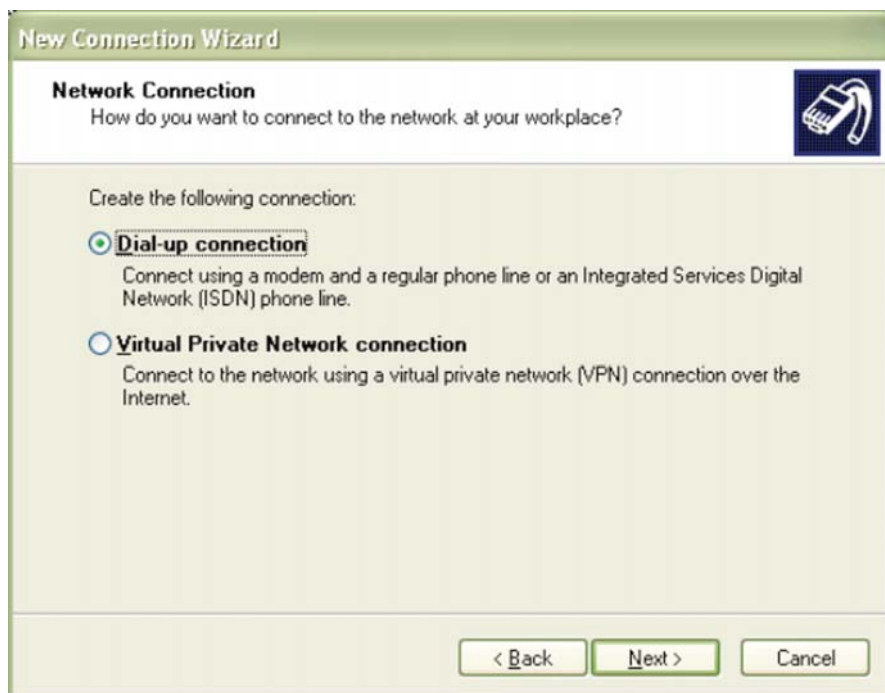 New Connection Wizard
Network Connection
How do you want to connect to the network at your workplace?
Create the following connection:
Dial-up connection
Connect using a modem and a regular phone line or an Integrated Services Digital
Network (ISDN) phone line.
Virtual Private Network connection
Connect to the network using a virtual private network (VPN) connection over the
Internet.
< Back Next > Cancel